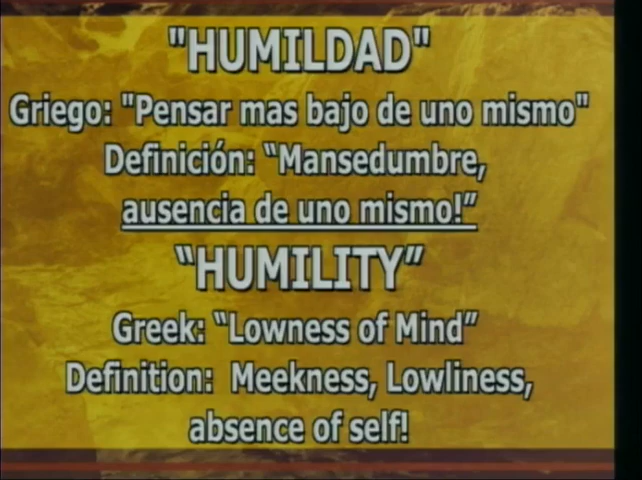 "HUMILDAD"
Griego: "Pensar mas bajo de uno mismo"
Definición: “Mansedumbre,
ausencia de uno mismo!”
“HUMILITY”
Greek: “Lowness of Mind”
Definition:  Meekness, Lowliness,
absence of self!